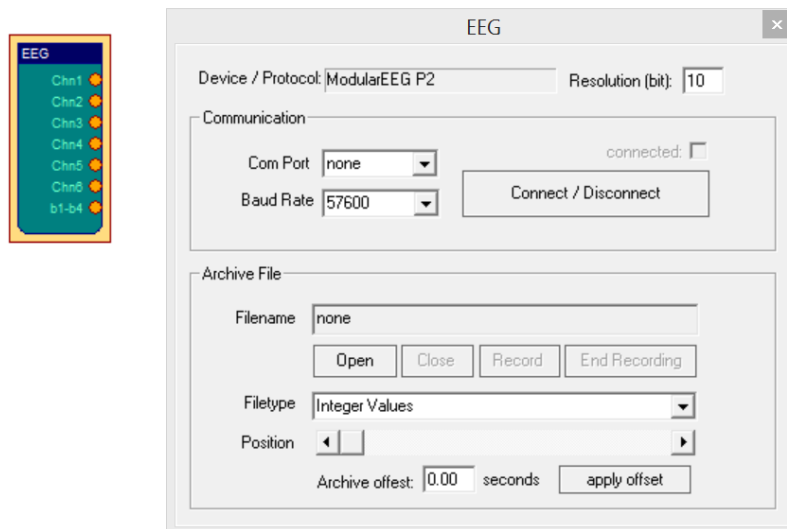 EEG
Chn1
Chn2
Chn3
Chn4
Chn5
Chn6
b1-b4
EEG
Device / Protocol: ModularEEG P2 Resolution (bit): 10
Communication
connected:
Com Port none
Connect / Disconnect
Baud Rate 57600
Archive File
Filename none
Open Close Record End Recording
Filetype Integer Values
Position
Archive offest: 0.00 seconds apply offset